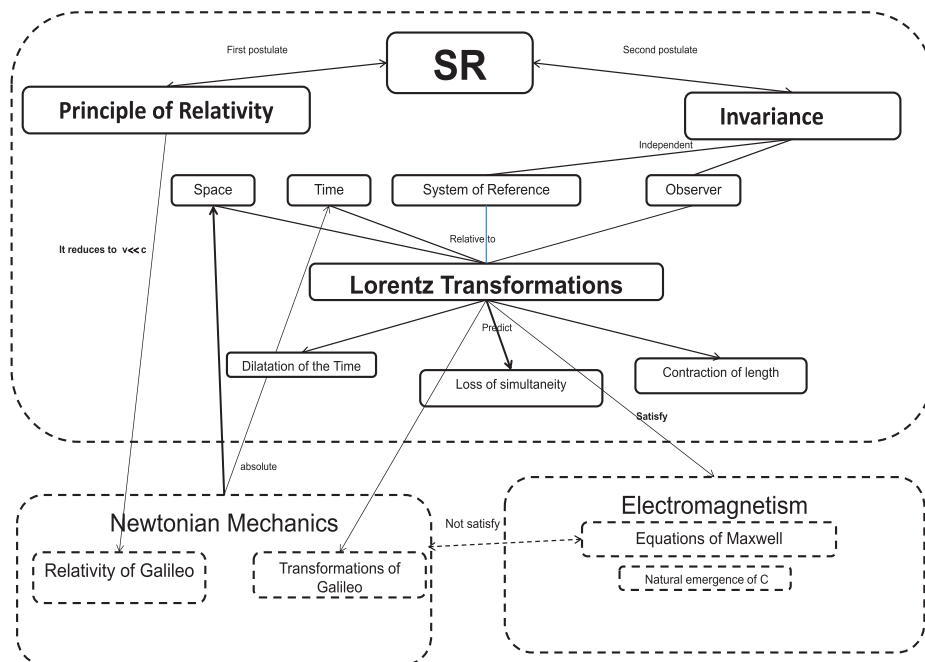 First postulate
SR
Second postulate
Principle of Relativity
Invariance
Independent
Space
Time
System of Reference
Observer
Relative to
It reduces to v<<c
Lorentz Transformations
Predict
Dilatation of the Time
Loss of simultaneity
Contraction of length
Satisfy
absolute
Newtonian Mechanics
Electromagnetism
Not satisfy
Equations of Maxwell
Relativity of Galileo
Transformations of
Galileo
Natural emergence of C